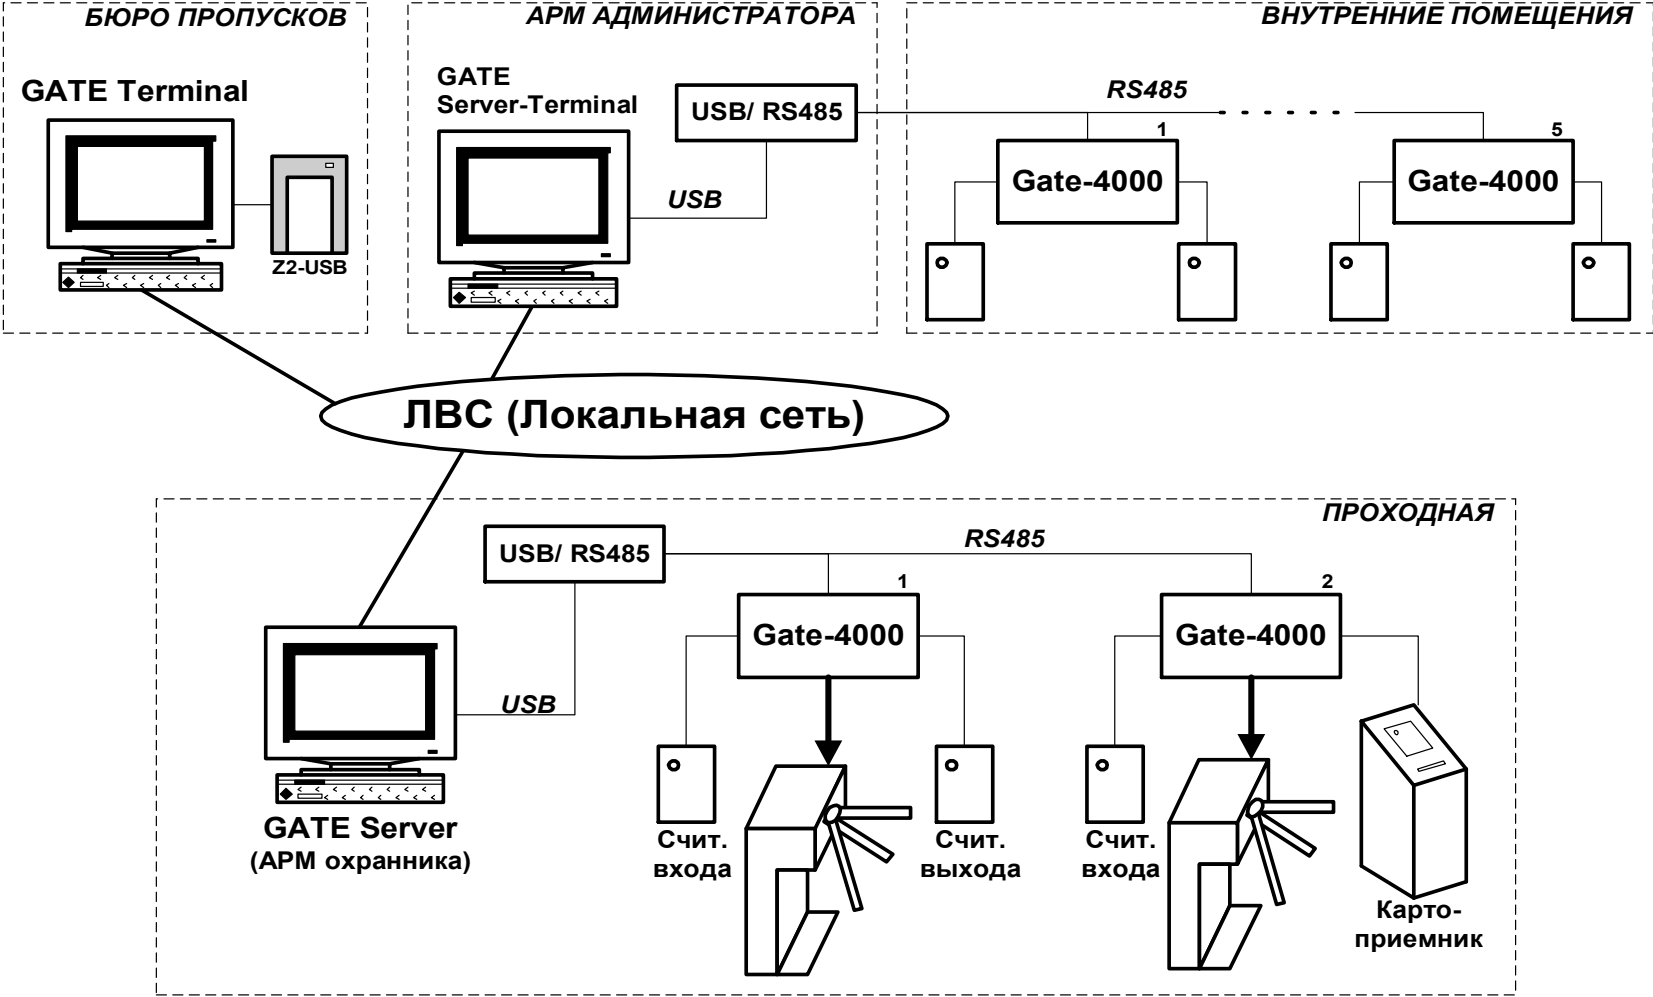 БЮРО ПРОПУСКОВ
GATE Terminal
Z2-USB
АРМ АДМИНИСТРАТОРА
GATE
Server-Terminal
USB/ RS485
USB
ВНУТРЕННИЕ ПОМЕЩЕНИЯ
RS485
1
Gate-4000
5
Gate-4000
ЛВС (Локальная сеть)
ПРОХОДНАЯ
USB/ RS485
RS485
USB
GATE Server
(АРМ охранника)
1
Gate-4000
Счит.
входа
Счит.
выхода
2
Gate-4000
Счит.
входа
Карто-
приемник